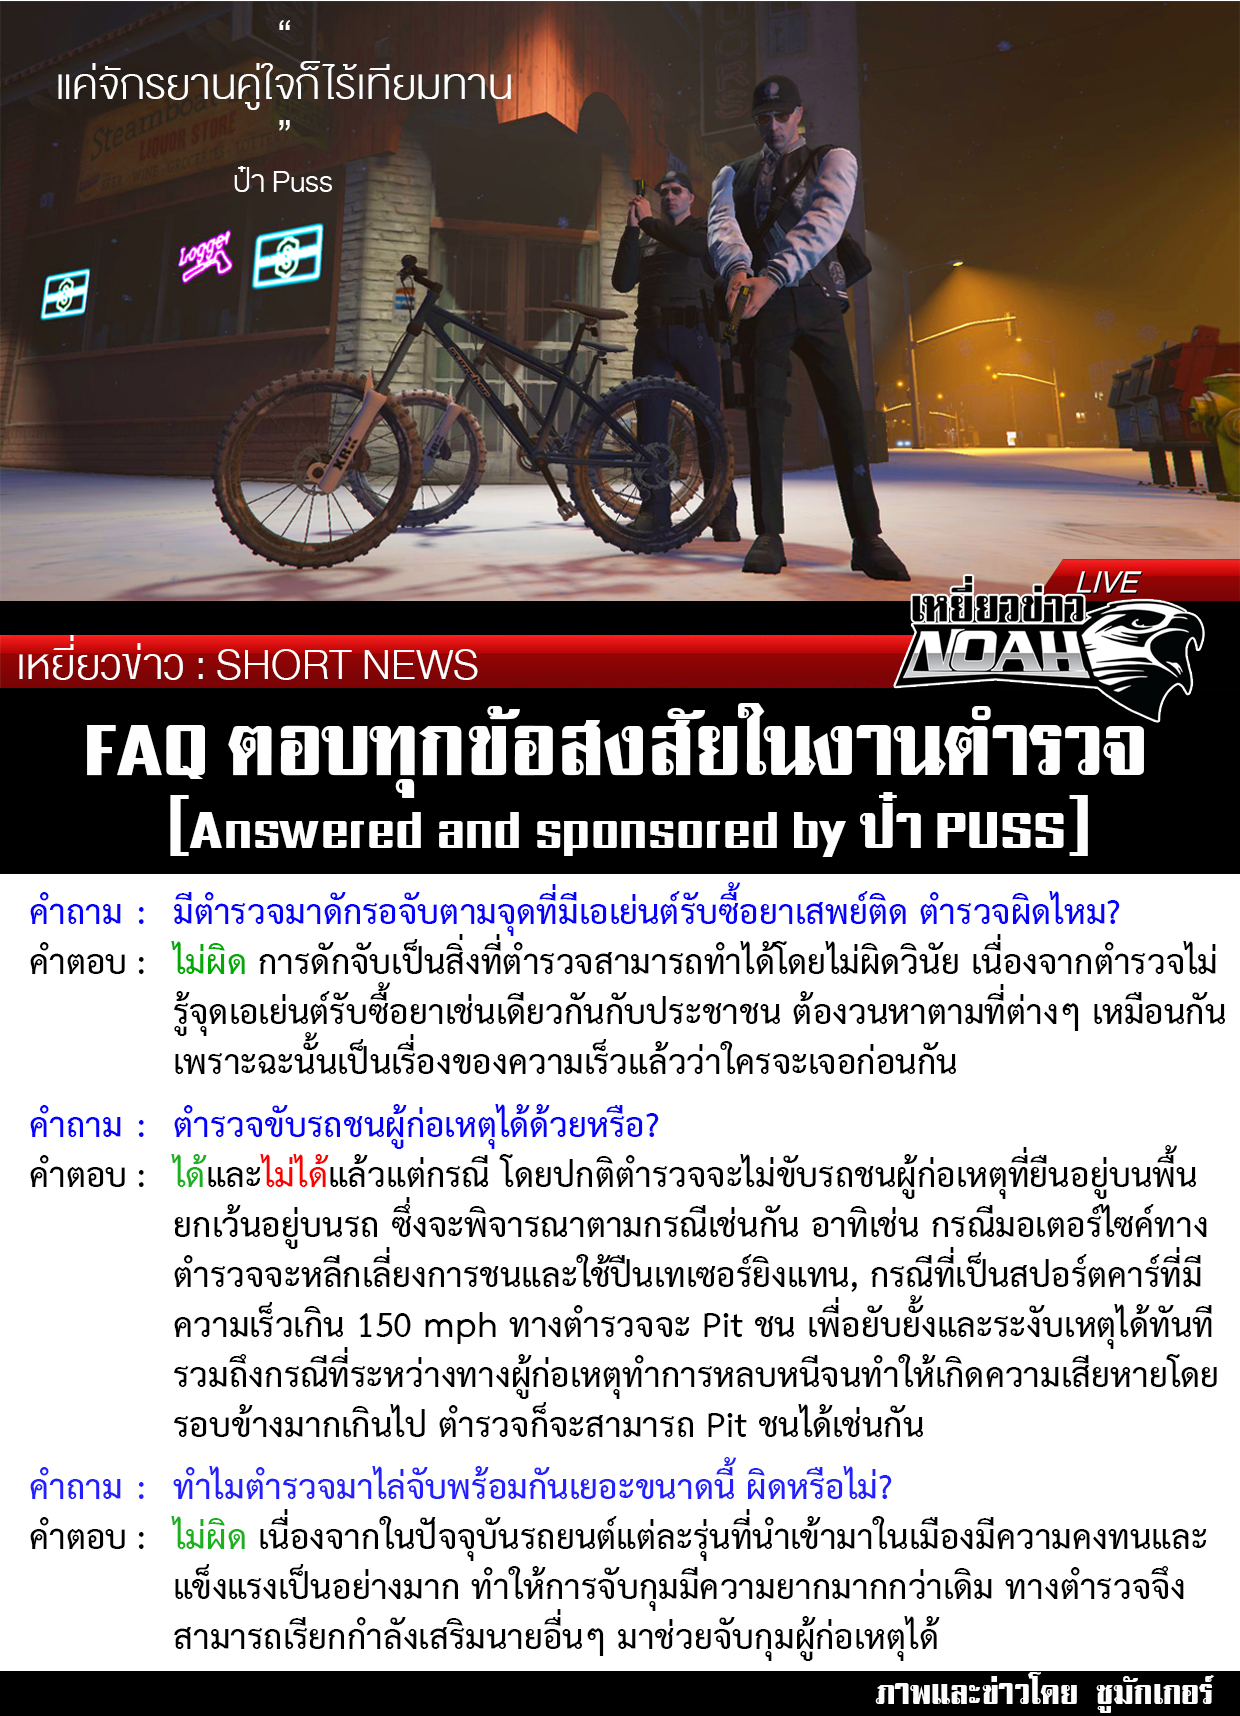 “
แค่จักรยานคู่ใจก็ไร้เทียมทาน
”
ป๋า Puss
Steamboat
LIQUOR STORE
Logger
KRX
LIVE
เหยี่ยวข่าว
NOAH
เหยี่ยวข่าว : SHORT NEWS
FAQ ตอบทุกข้อสงสัยในงานตำรวจ
[Answered and sponsored by ป๋า PUSS]
คำถาม : มีตำรวจมาดักรอจับตามจุดที่มีเอเย่นต์รับซื้อยาเสพย์ติด ตำรวจผิดไหม?
คำตอบ : ไม่ผิด การดักจับเป็นสิ่งที่ตำรวจสามารถทำได้โดยไม่ผิดวินัย เนื่องจากตำรวจไม่
รู้จุดเอเย่นต์รับซื้อยาเช่นเดียวกันกับประชาชน ต้องวนหาตามที่ต่างๆ เหมือนกัน
เพราะฉะนั้นเป็นเรื่องของความเร็วแล้วว่าใครจะเจอก่อนกัน
คำถาม : ตำรวจขับรถชนผู้ก่อเหตุได้ด้วยหรือ?
คำตอบ : ได้และไม่ได้แล้วแต่กรณี โดยปกติตำรวจจะไม่ขับรถชนผู้ก่อเหตุที่ยืนอยู่บนพื้น
ยกเว้นอยู่บนรถ ซึ่งจะพิจารณาตามกรณีเช่นกัน อาทิเช่น กรณีมอเตอร์ไซค์ทาง
ตำรวจจะหลีกเลี่ยงการชนและใช้ปืนเทเซอร์ยิงแทน, กรณีที่เป็นสปอร์ตคาร์ที่มี
ความเร็วเกิน 150 mph ทางตำรวจจะ Pit ชน เพื่อยับยั้งและระงับเหตุได้ทันที
รวมถึงกรณีที่ระหว่างทางผู้ก่อเหตุทำการหลบหนีจนทำให้เกิดความเสียหายโดย
รอบข้างมากเกินไป ตำรวจก็จะสามารถ Pit ชนได้เช่นกัน
คำถาม : ทำไมตำรวจมาไล่จับพร้อมกันเยอะขนาดนี้ ผิดหรือไม่?
คำตอบ : ไม่ผิด เนื่องจากในปัจจุบันรถยนต์แต่ละรุ่นที่นำเข้ามาในเมืองมีความคงทนและ
แข็งแรงเป็นอย่างมาก ทำให้การจับกุมมีความยากมากกว่าเดิม ทางตำรวจจึง
สามารถเรียกกำลังเสริมนายอื่นๆ มาช่วยจับกุมผู้ก่อเหตุได้
ภาพและข่าวโดย ชูมักเกอร์